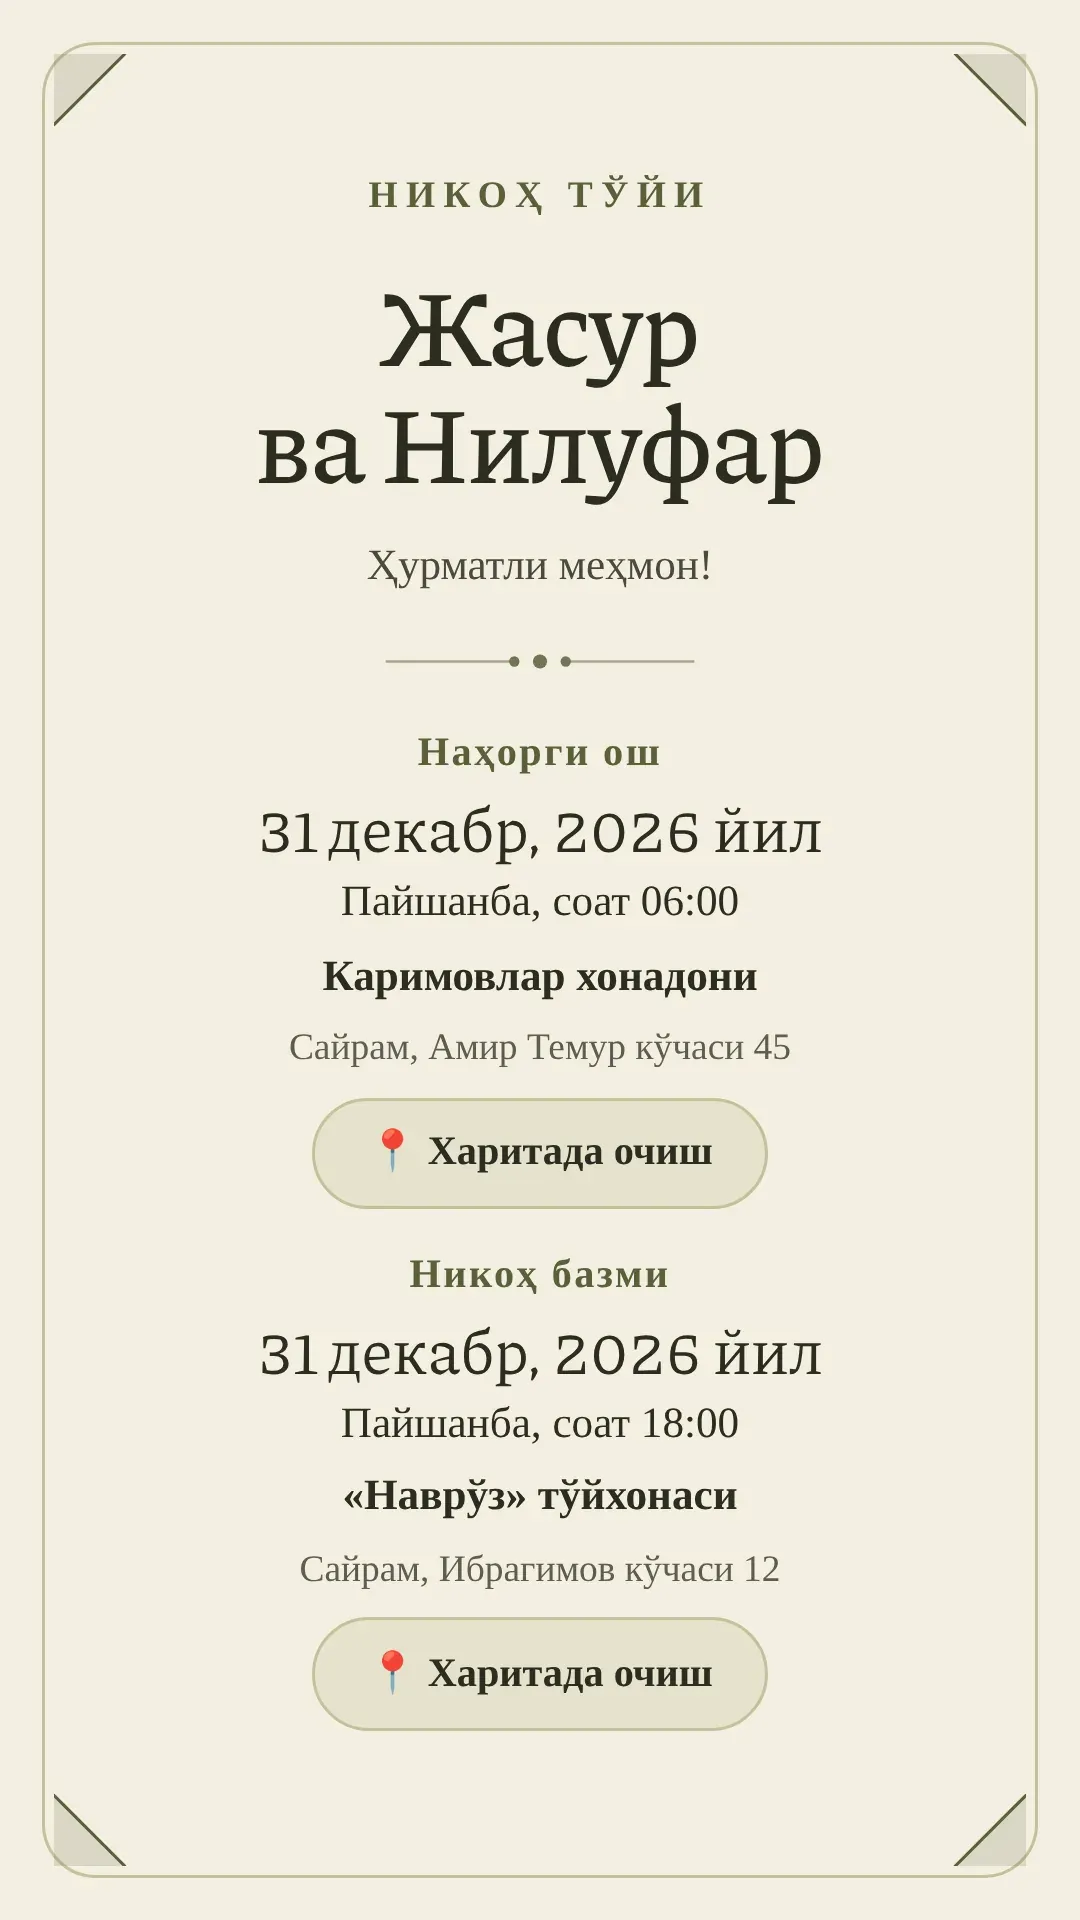 НИКОҲ ТЎЙИ
Жасур
ва Нилуфар
Ҳурматли меҳмон!
Наҳорги ош
31 декабр, 2026 йил
Пайшанба, соат 06:00
Каримовлар хонадони
Сайрам, Амир Темур кўчаси 45
📍 Харитада очиш
Никоҳ базми
31 декабр, 2026 йил
Пайшанба, соат 18:00
«Наврўз» тўйхонаси
Сайрам, Ибрагимов кўчаси 12
📍 Харитада очиш